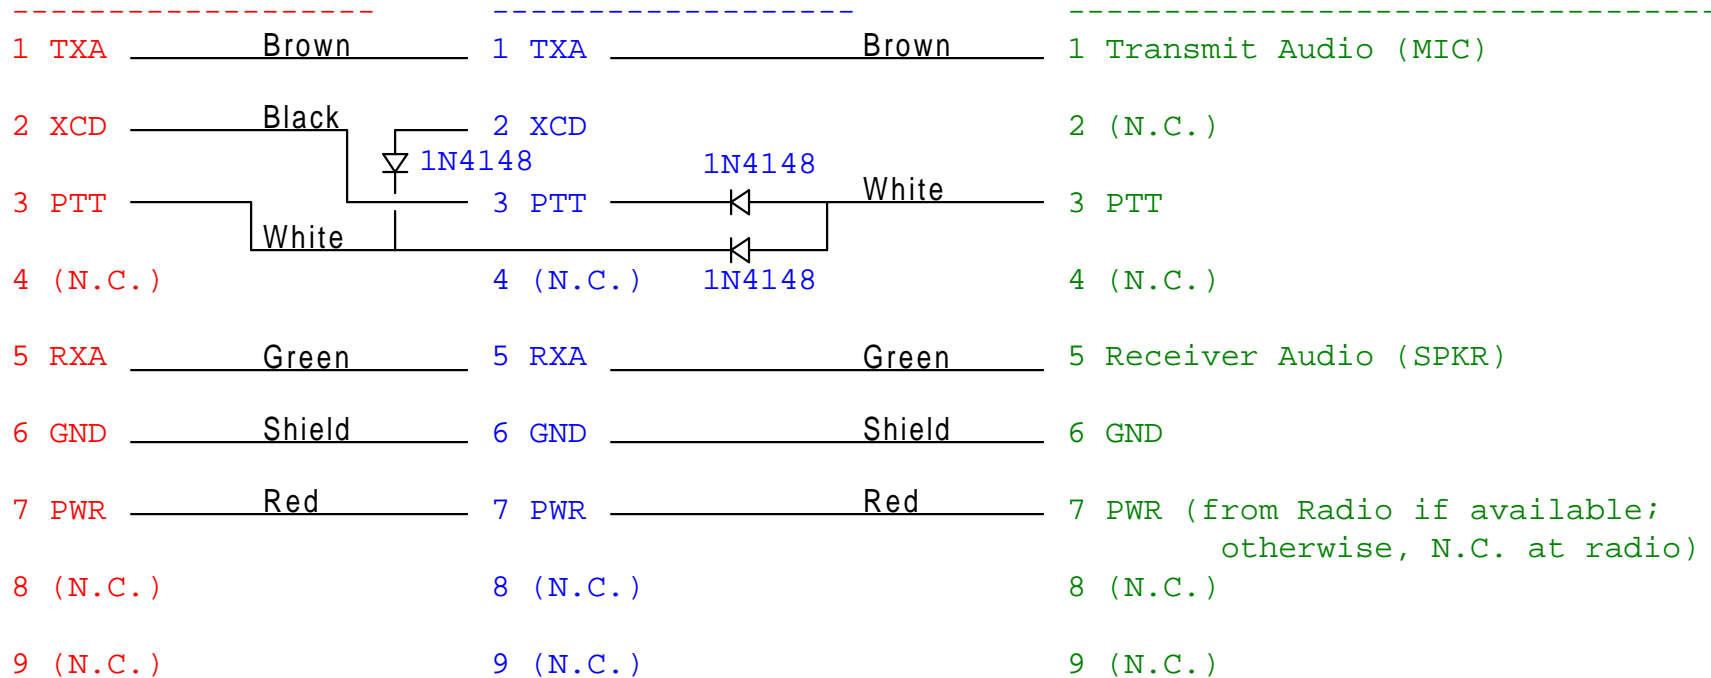 1 TXA Brown 1 TXA Brown 1 Transmit Audio (MIC)
2 XCD Black 2 XCD 2 (N.C.)
1N4148 1N4148
3 PTT 3 PTT White 3 PTT
White
4 (N.C.) 4 (N.C.) 1N4148 4 (N.C.)
5 RXA Green 5 RXA Green 5 Receiver Audio (SPKR)
6 GND Shield 6 GND Shield 6 GND
7 PWR Red 7 PWR Red 7 PWR (from Radio if available;
otherwise, N.C. at radio)
8 (N.C.) 8 (N.C.) 8 (N.C.)
9 (N.C.) 9 (N.C.) 9 (N.C.)